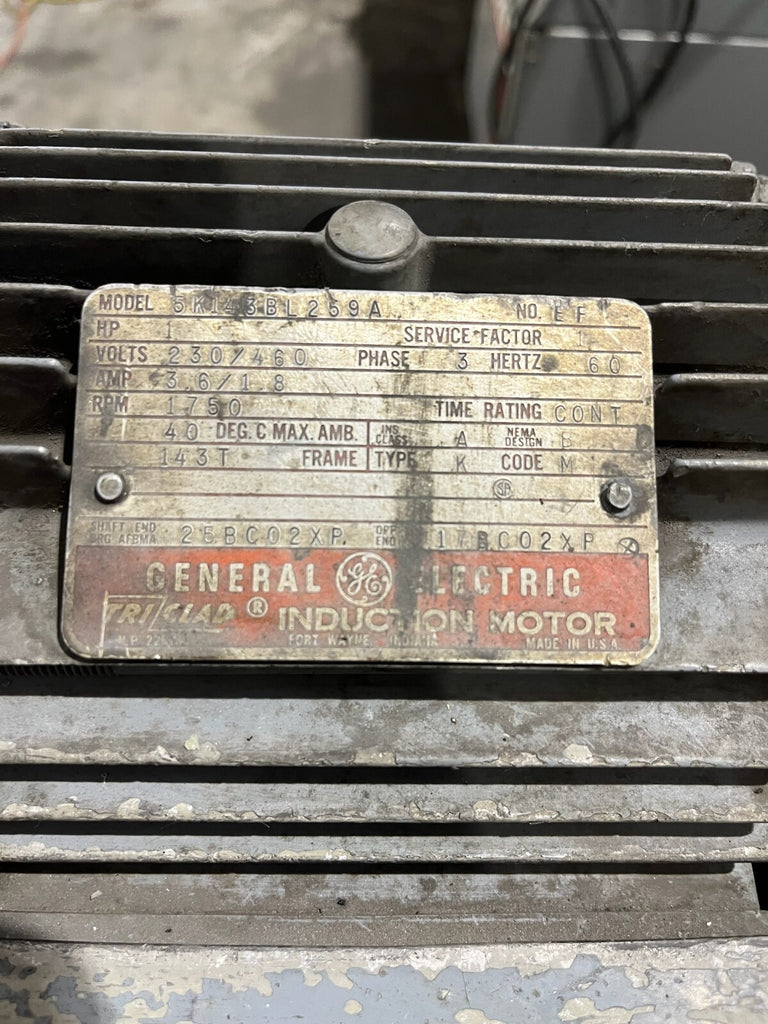 MODEL 5K143BL259A NO. EF
HP 1 SERVICE FACTOR 1
VOLTS 230/460 PHASE 3 HERTZ 60
AMP 3.6/1.8
RPM 1750 TIME RATING CONT
40 DEG. C MAX. AMB. INS CLASS A NEMA DESIGN
143T FRAME TYPE K CODE M
SA
SHAFT END BRG AFBMA 25BC02XP OPP END 17BC02XP
GENERAL GE ELECTRIC
TRI/CLAD ® INDUCTION MOTOR
FORT WAYNE, INDIANA MADE IN U.S.A.